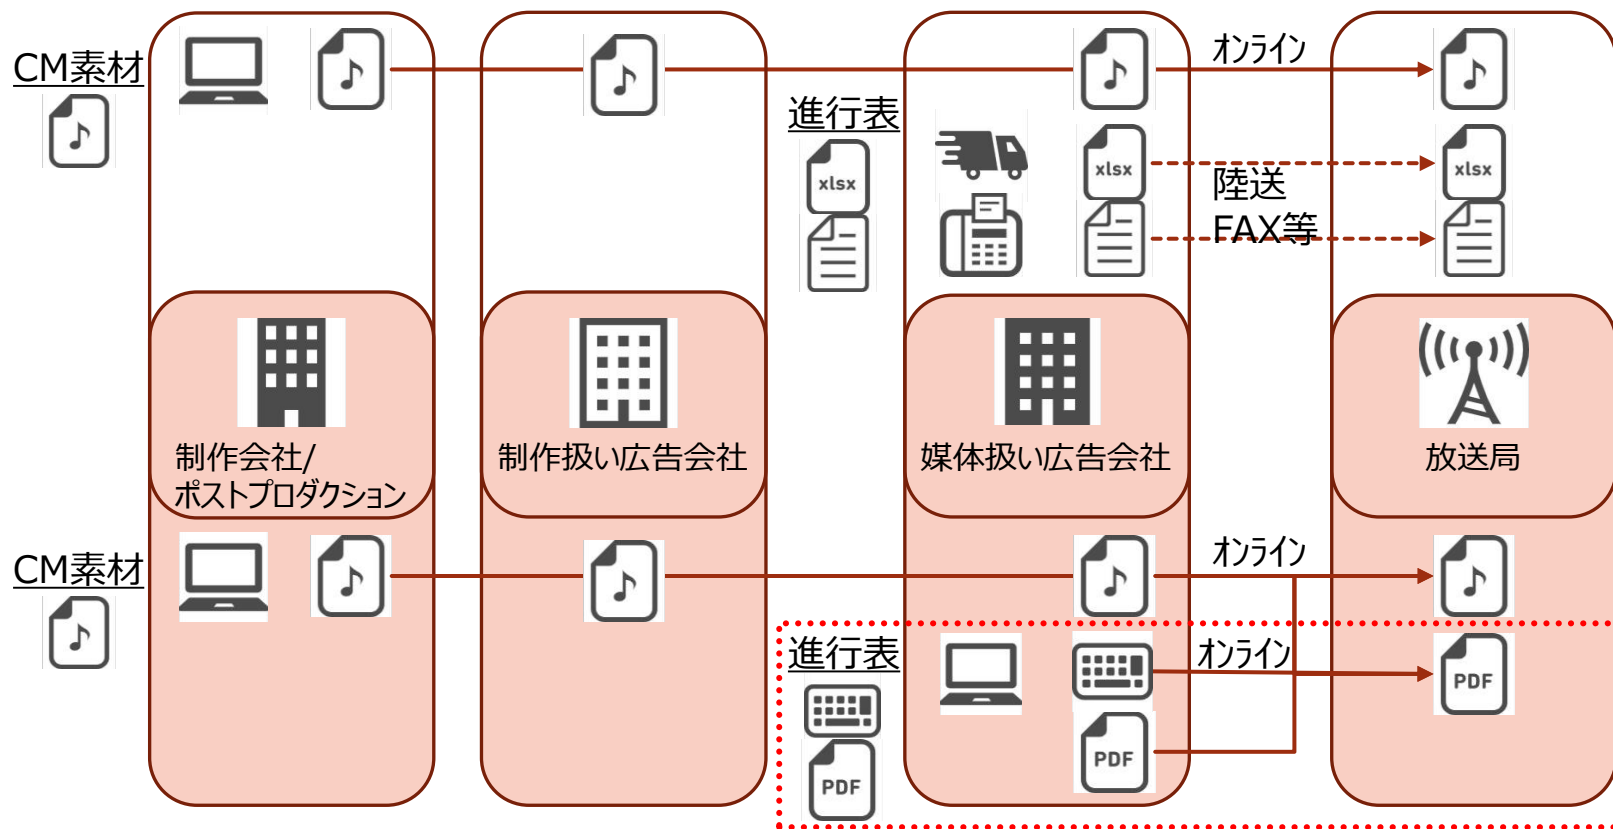 CM素材
オンライン
進行表
xlsx
xlsx
xlsx
陸送
FAX等
制作会社/
ポストプロダクション
制作扱い広告会社
媒体扱い広告会社
放送局
CM素材
オンライン
進行表
オンライン
PDF
PDF
PDF